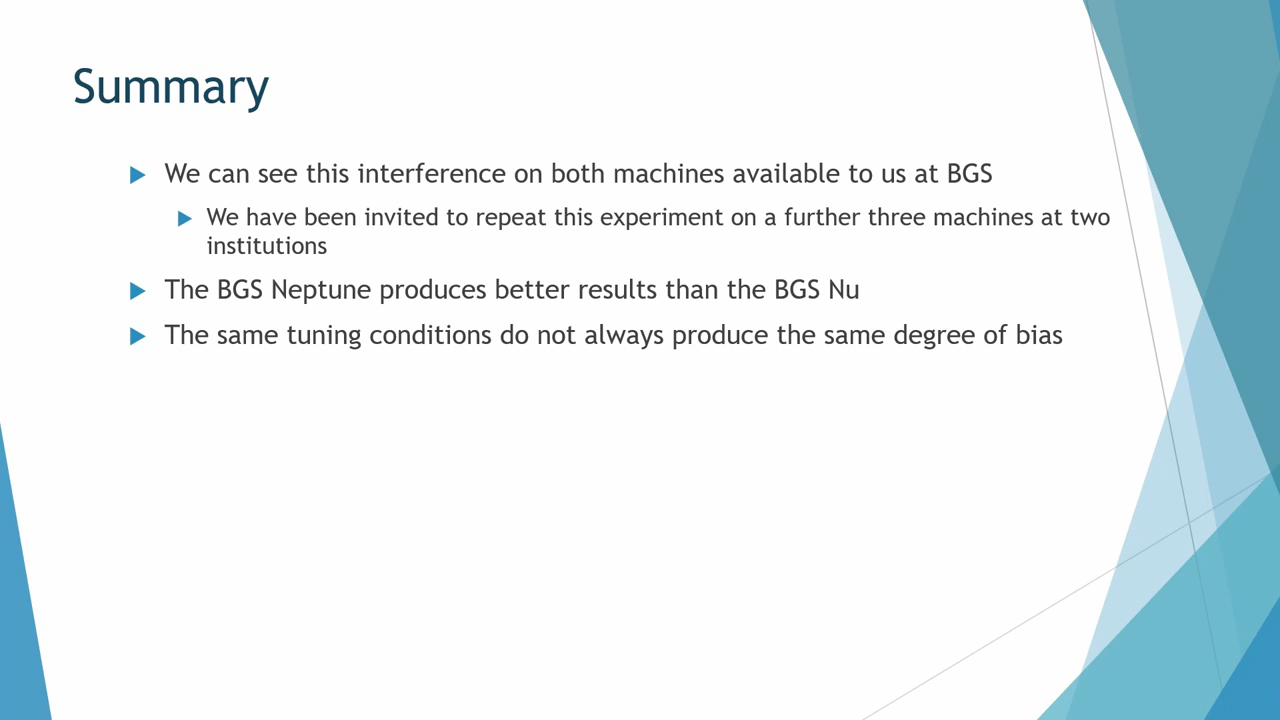 Summary
We can see this interference on both machines available to us at BGS
We have been invited to repeat this experiment on a further three machines at two
institutions
The BGS Neptune produces better results than the BGS Nu
The same tuning conditions do not always produce the same degree of bias